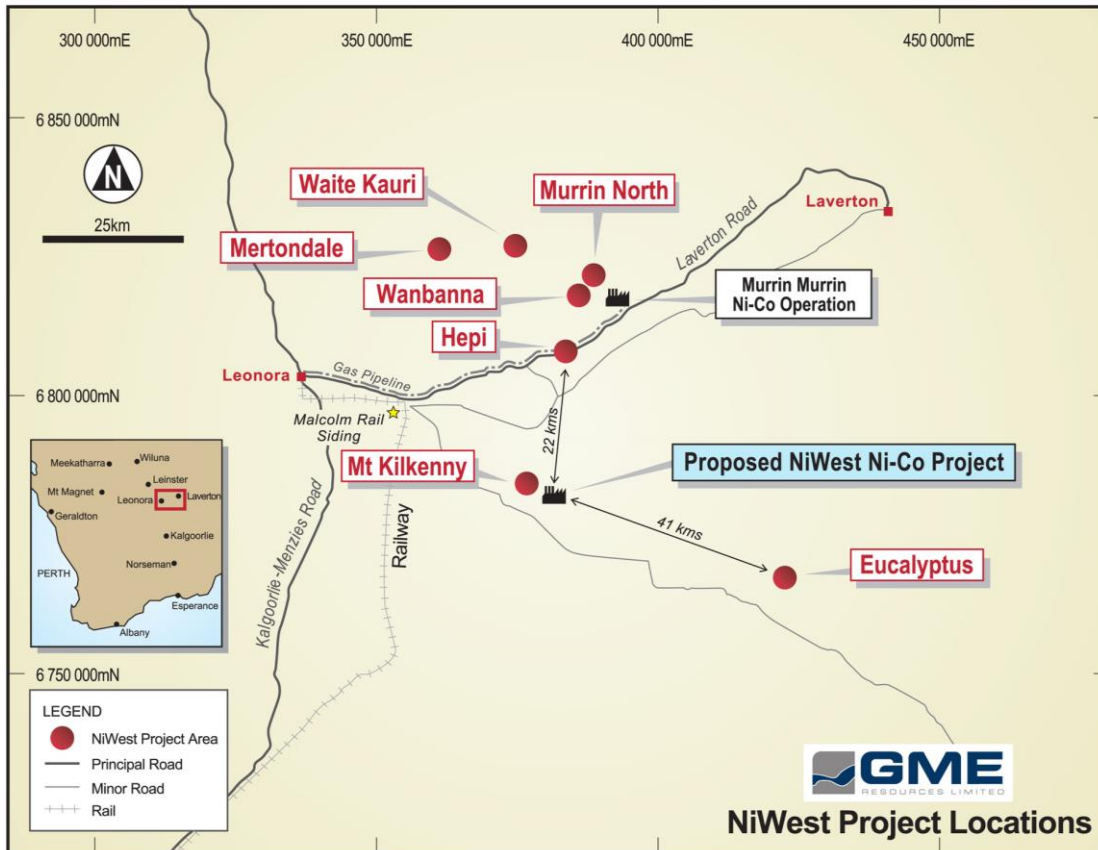 300 000mE
350 000mE
400 000mE
450 000mE
6 850 000mN
N
25km
Waite Kauri
Murrin North
Mertondale
Wanbanna
Hepi
Laverton
Laverton Road
Murrin Murrin
Ni-Co Operation
Leonora
Gas Pipeline
6 800 000mN
Malcolm Rail
Siding
22 kms
Mt Kilkenny
Proposed NiWest Ni-Co Project
41 kms
Eucalyptus
Kalgoorlie-Menzies Road
Railway
Meekatharra
Wiluna
Leinster
Mt Magnet
Leonora
Laverton
Geraldton
Kalgoorlie
PERTH
Norseman
Esperance
Albany
6 750 000mN
LEGEND
NiWest Project Area
Principal Road
Minor Road
Rail
GME
RESOURCES LIMITED
NiWest Project Locations